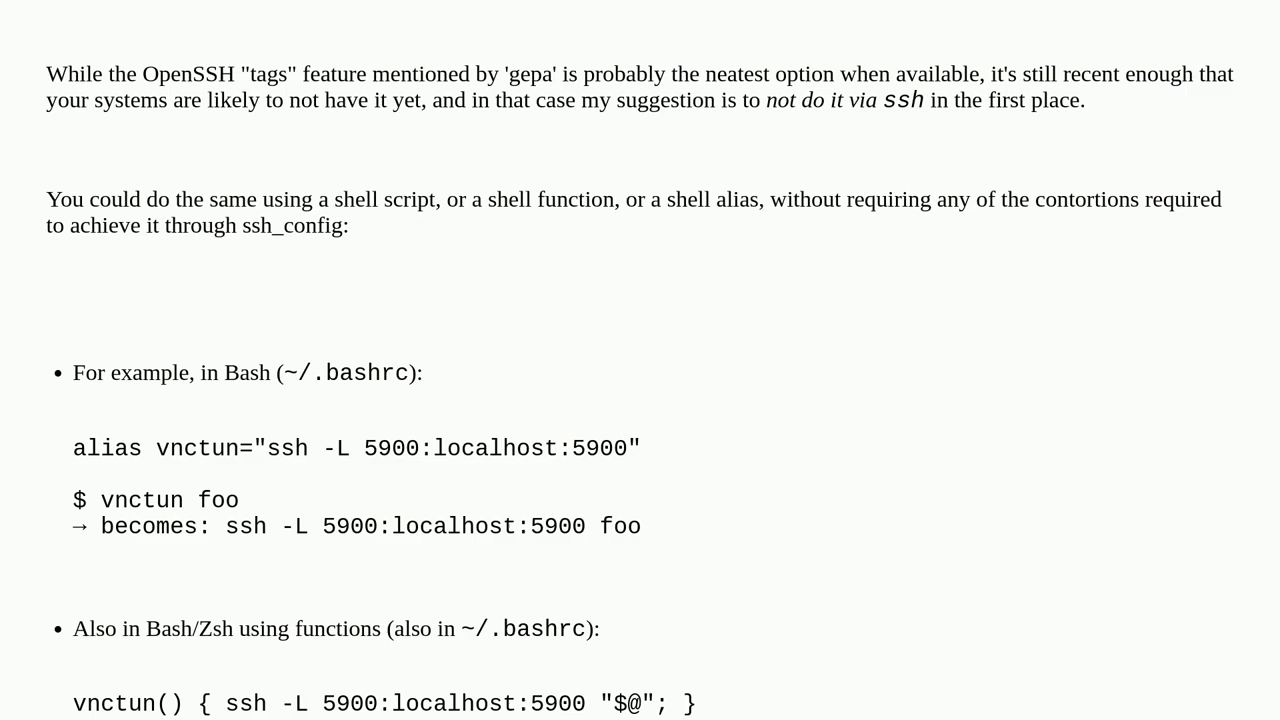 While the OpenSSH "tags" feature mentioned by 'gepa' is probably the neatest option when available, it's still recent enough that
your systems are likely to not have it yet, and in that case my suggestion is to not do it via ssh in the first place.
You could do the same using a shell script, or a shell function, or a shell alias, without requiring any of the contortions required
to achieve it through ssh_config:
• For example, in Bash (~/.bashrc):
alias vnctun="ssh -L 5900:localhost:5900"
$ vnctun foo
→ becomes: ssh -L 5900:localhost:5900 foo
• Also in Bash/Zsh using functions (also in ~/.bashrc):
vnctun() { ssh -L 5900:localhost:5900 "$@"; }